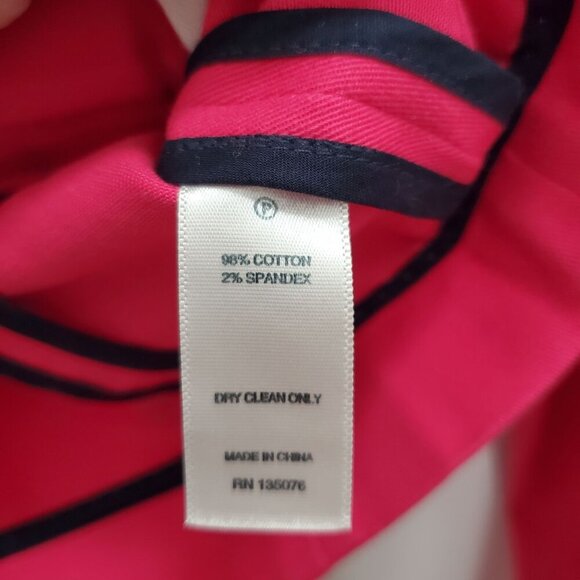 P
98% COTTON
2% SPANDEX
DRY CLEAN ONLY
MADE IN CHINA
RN 135076